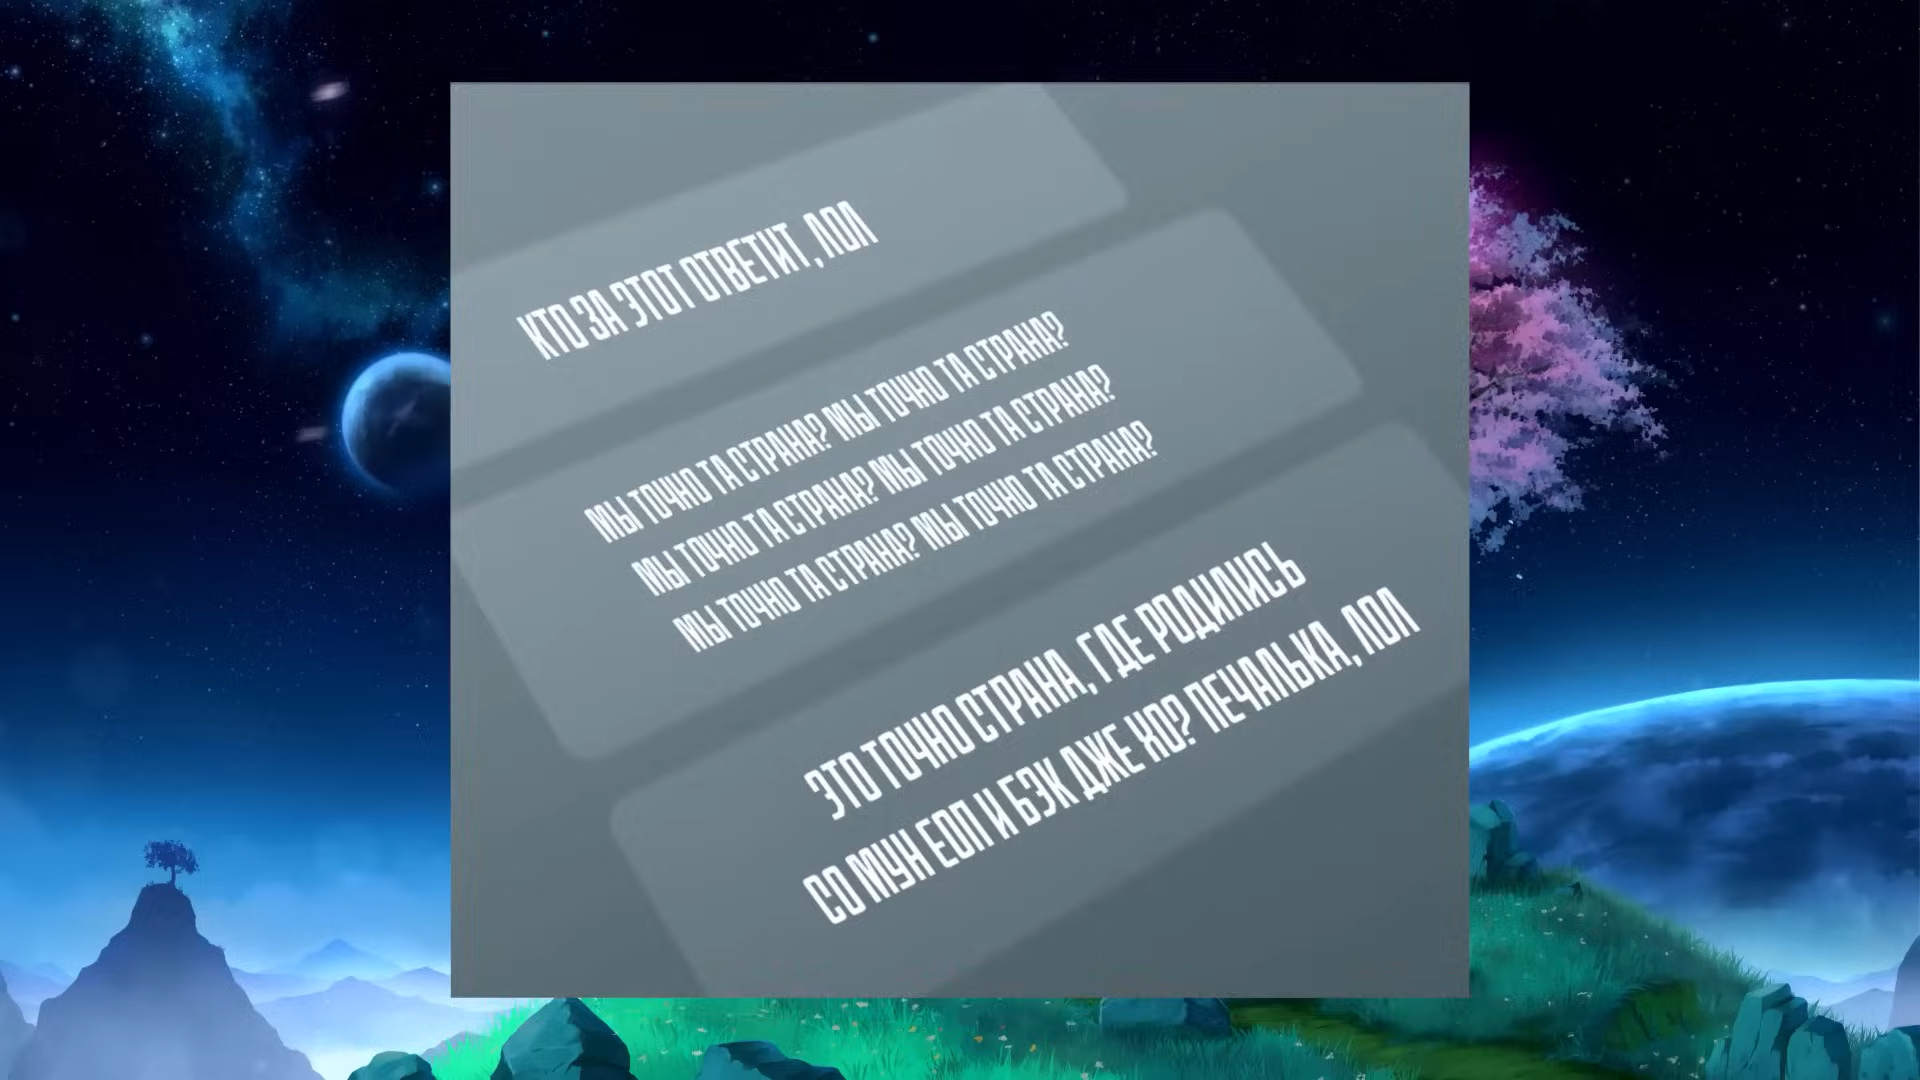 КТО ЗА ЭТОТ ОТВЕТИТ, ЛОЛ
МЫ ТОЧНО ТА СТРАНА? МЫ ТОЧНО ТА СТРАНА?
МЫ ТОЧНО ТА СТРАНА? МЫ ТОЧНО ТА СТРАНА?
МЫ ТОЧНО ТА СТРАНА? МЫ ТОЧНО ТА СТРАНА?
ЭТО ТОЧНО СТРАНА, ГДЕ РОДИЛИСЬ
СО МУН ЕОП И БЭК ДЖЕ ХО? ПЕЧАЛЬКА, ЛОЛ